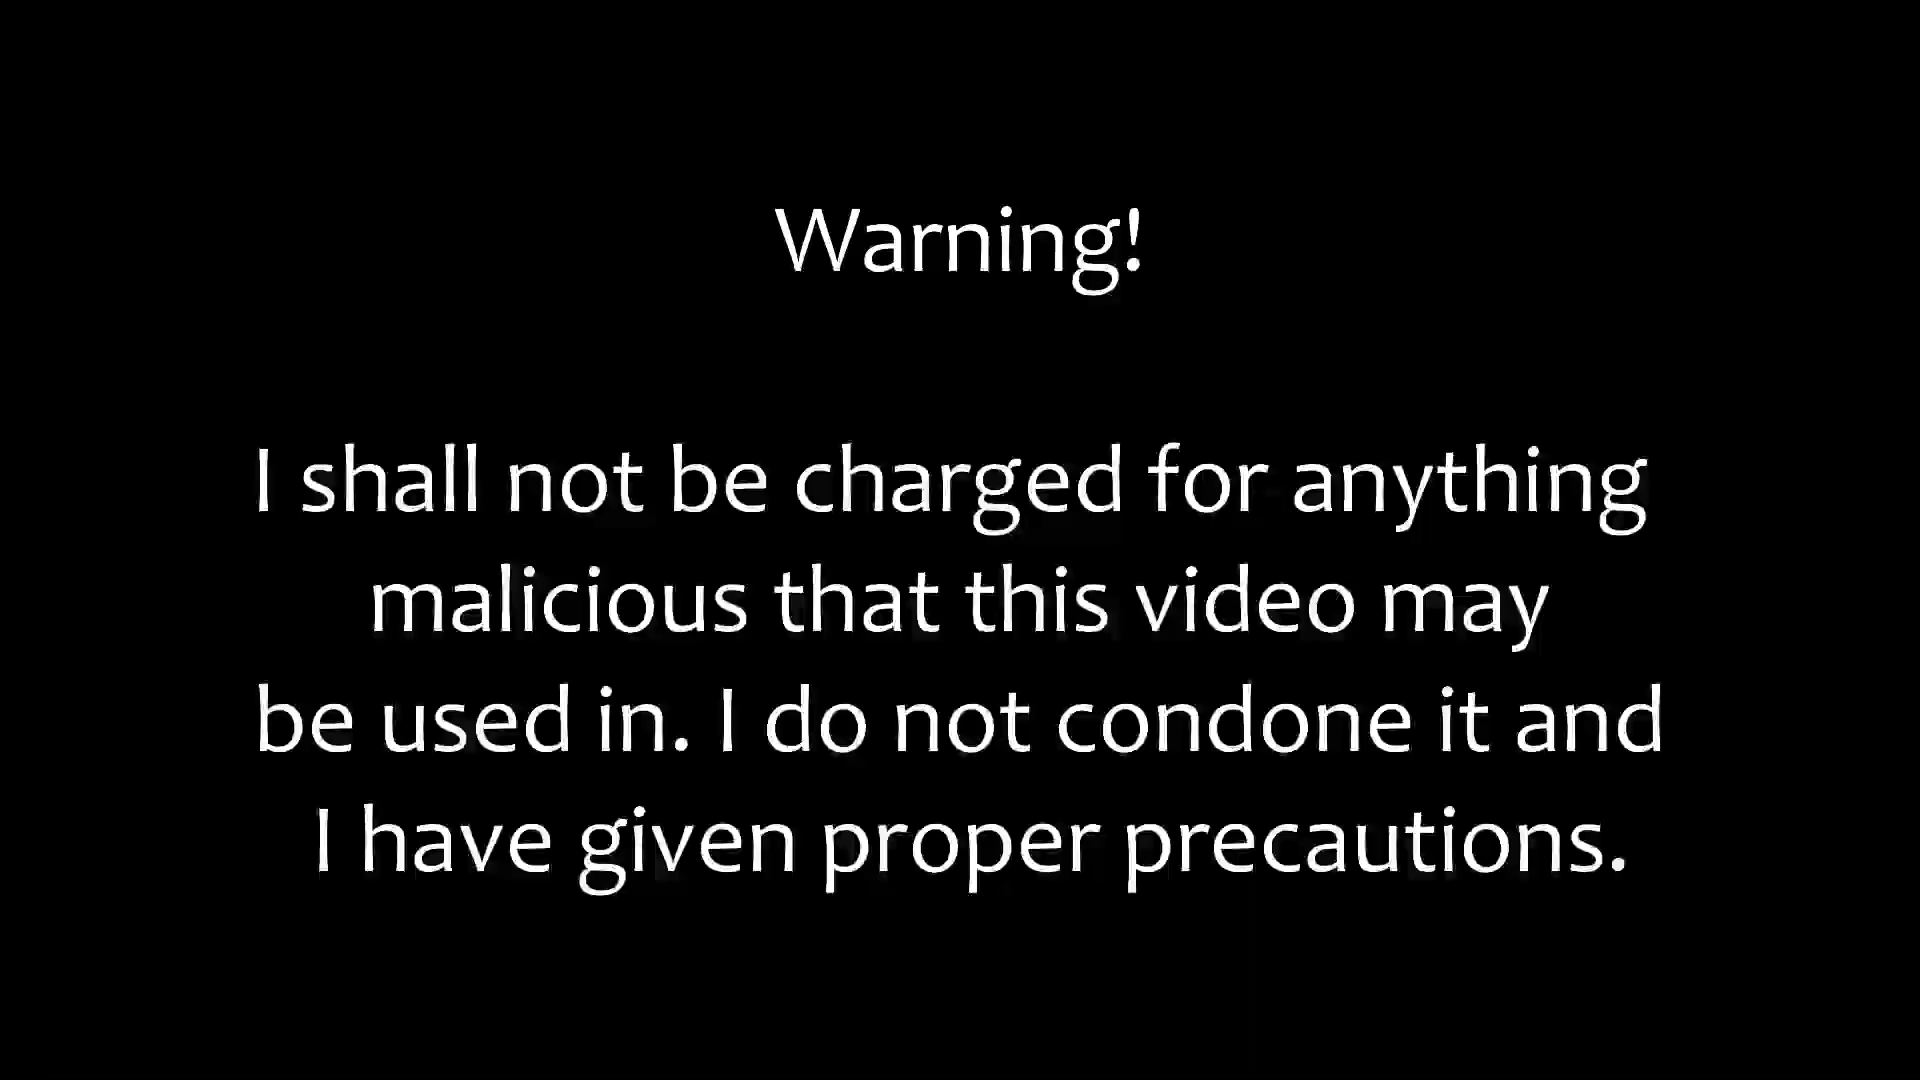 Warning!
I shall not be charged for anything
malicious that this video may
be used in. I do not condone it and
I have given proper precautions.